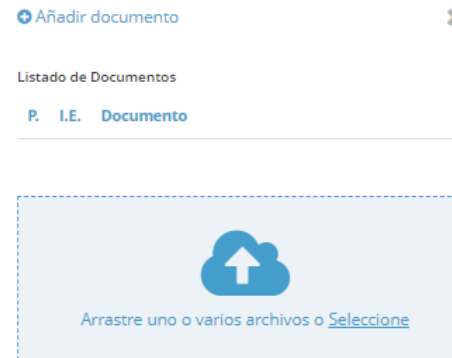 Añadir documento
Listado de Documentos
P. I.E. Documento
Arrastre uno o varios archivos o Seleccione